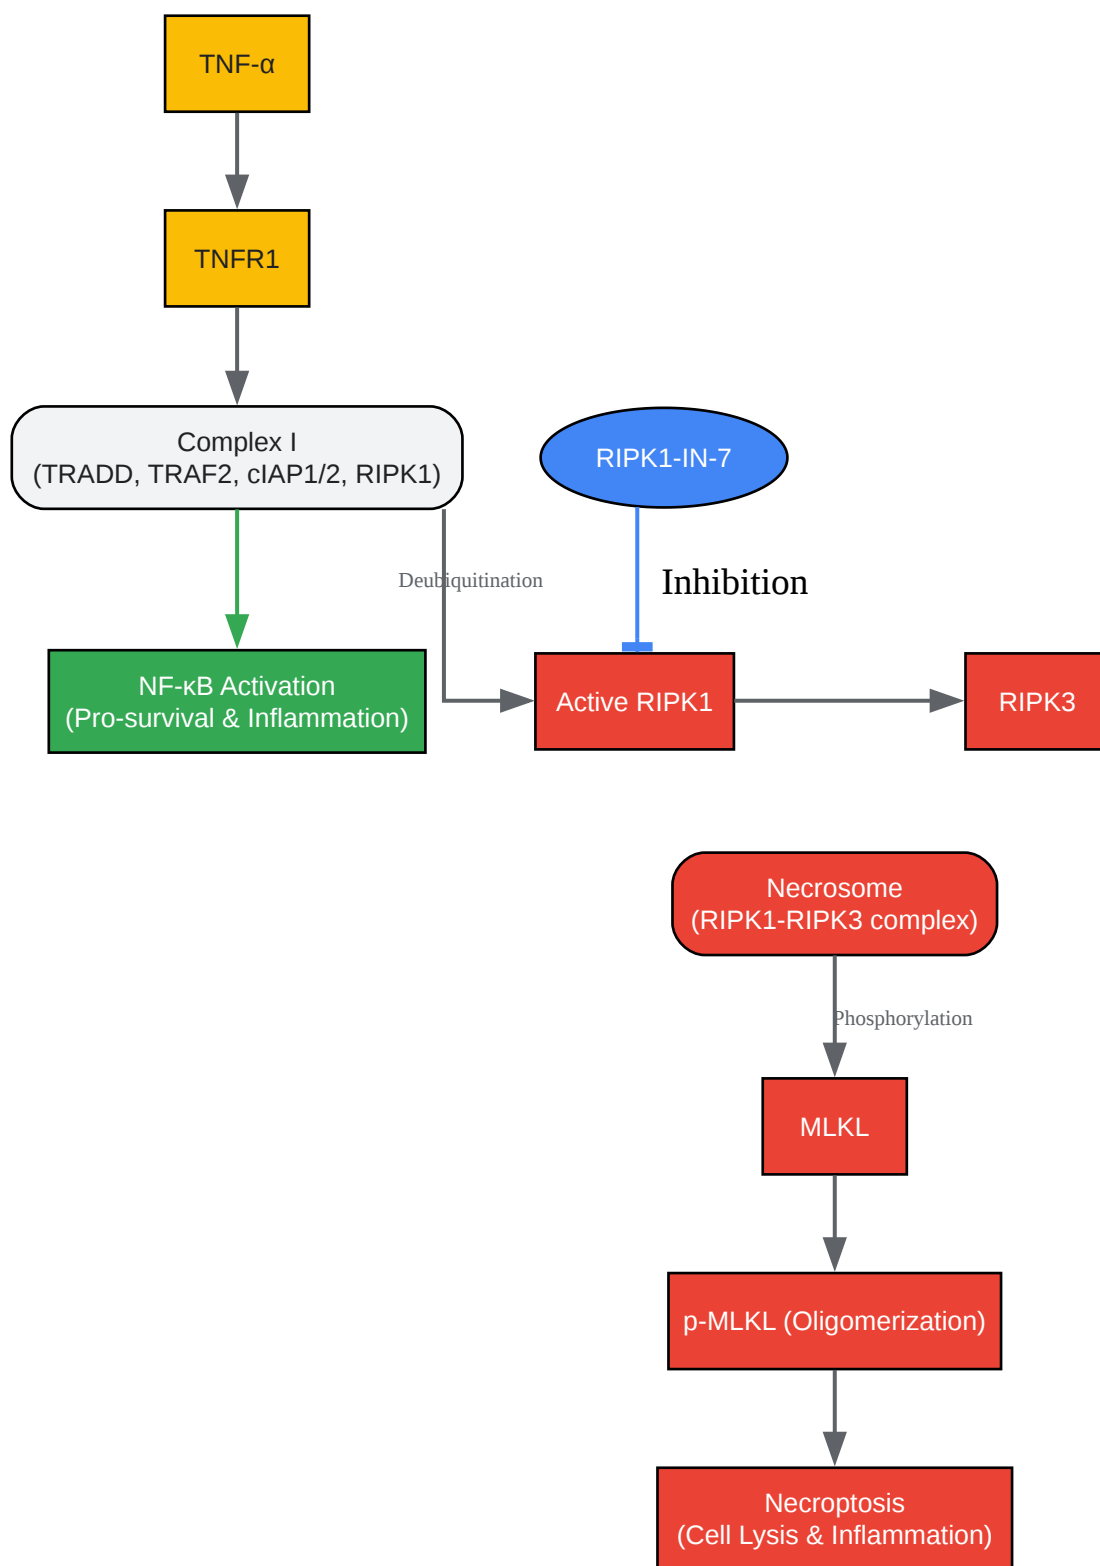 TNF-α
TNFR1
Complex I
(TRADD, TRAF2, cIAP1/2, RIPK1)
RIPK1-IN-7
Deubiquitination
Inhibition
NF-κB Activation
(Pro-survival & Inflammation)
Active RIPK1
RIPK3
Necrosome
(RIPK1-RIPK3 complex)
Phosphorylation
MLKL
p-MLKL (Oligomerization)
Necroptosis
(Cell Lysis & Inflammation)